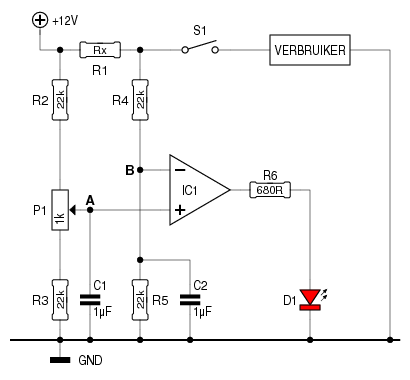 +12V
S1
Rx
VERBRUIKER
R1
R2
22k
R4
22k
B
−
IC1
R6
680R
P1
1k
A
+
R3
22k
C1
1µF
22k
R5
C2
1µF
D1
GND